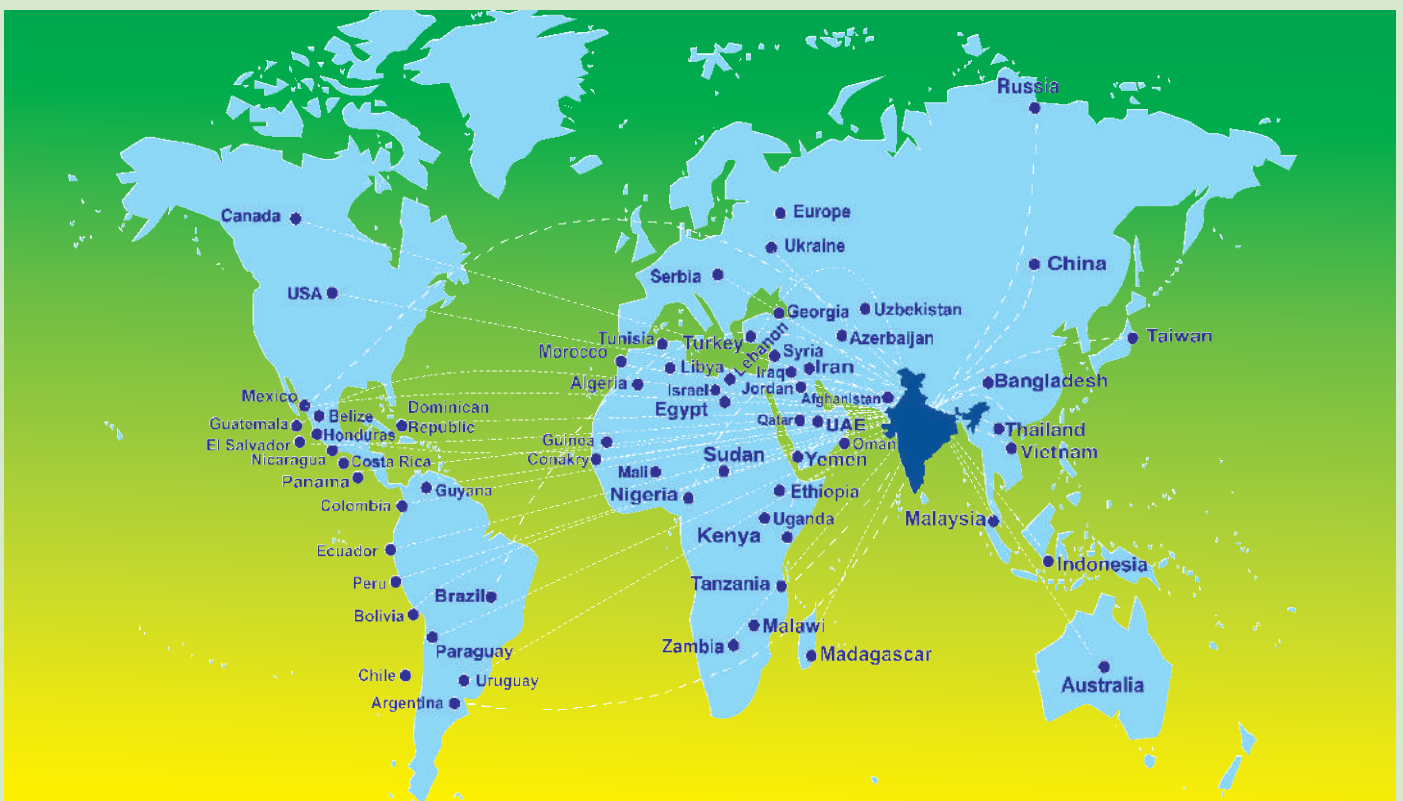 Russia
Canada
Europe
Ukraine
China
Serbia
USA
Georgia
Uzbekistan
Tunisia
Turkey
Lebanon
Azerbaijan
Taiwan
Morocco
Syria
Libya
Iraq
Iran
Algeria
Israel
Jordan
Bangladesh
Mexico
Afghanistan
Egypt
Dominican
Republic
Belize
Guatemala
Qatar
UAE
Thailand
Honduras
El Salvador
Guinea
Oman
Vietnam
Nicaragua
Costa Rica
Conakry
Sudan
Yemen
Panama
Mali
Guyana
Nigeria
Ethiopia
Colombia
Uganda
Malaysia
Kenya
Ecuador
Indonesia
Peru
Tanzania
Brazil
Bolivia
Malawi
Paraguay
Zambia
Madagascar
Chile
Uruguay
Australia
Argentina